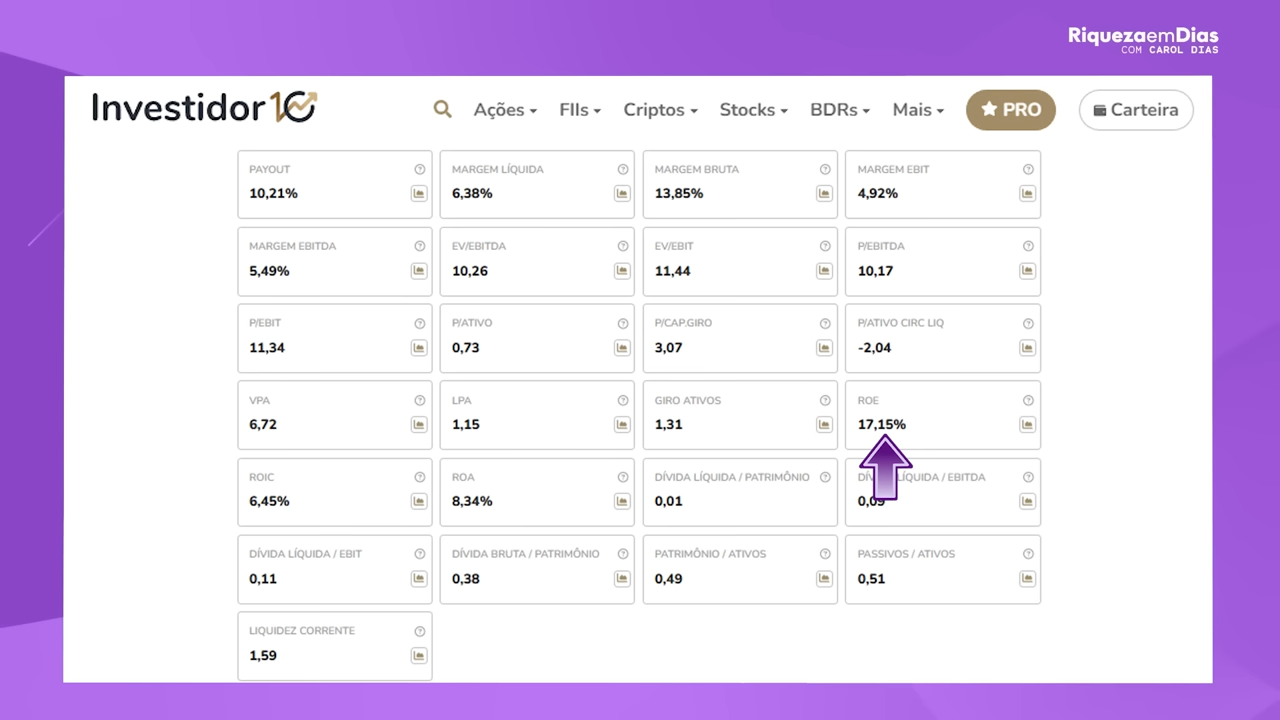 RiquezaemDias
COM CAROL DIAS
Investidor10
Ações FIIs Criptos Stocks BDRs Mais PRO Carteira
PAYOUT MARGEM LÍQUIDA MARGEM BRUTA MARGEM EBIT
10,21% 6,38% 13,85% 4,92%
MARGEM EBITDA EV/EBITDA EV/EBIT P/EBITDA
5,49% 10,26 11,44 10,17
P/EBIT P/ATIVO P/CAP.GIRO P/ATIVO CIRC LIQ
11,34 0,73 3,07 -2,04
VPA LPA GIRO ATIVOS ROE
6,72 1,15 1,31 17,15%
ROIC ROA DÍVIDA LÍQUIDA / PATRIMÔNIO / EBITDA
6,45% 8,34% 0,01
DÍVIDA LÍQUIDA / EBIT DÍVIDA BRUTA / PATRIMÔNIO PATRIMÔNIO / ATIVOS PASSIVOS / ATIVOS
0,11 0,38 0,49 0,51
LIQUIDEZ CORRENTE
1,59